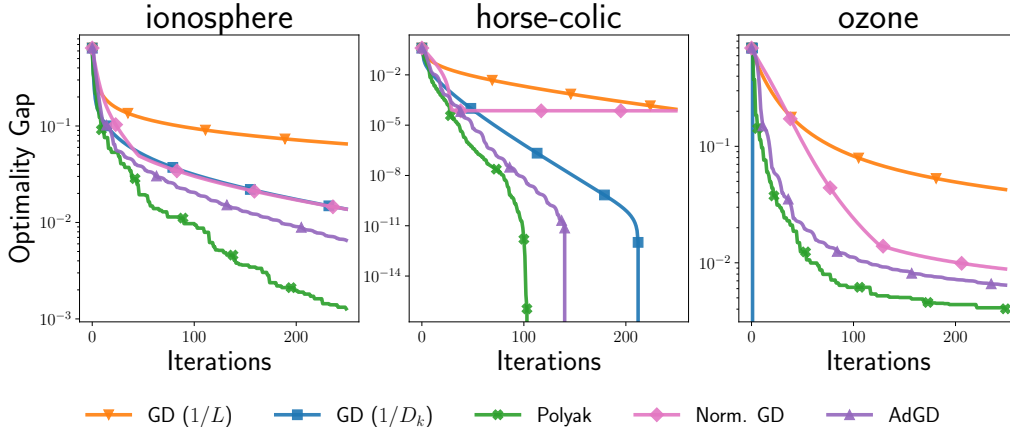 ionosphere horse-colic ozone
Optimality Gap
10⁻¹
10⁻²
10⁻³
10⁻²
10⁻⁵
10⁻⁸
10⁻¹¹
10⁻¹⁴
10⁻¹
10⁻²
0 100 200 0 100 200 0 100 200
Iterations Iterations Iterations
GD (1/L) GD (1/D_k) Polyak Norm. GD AdGD